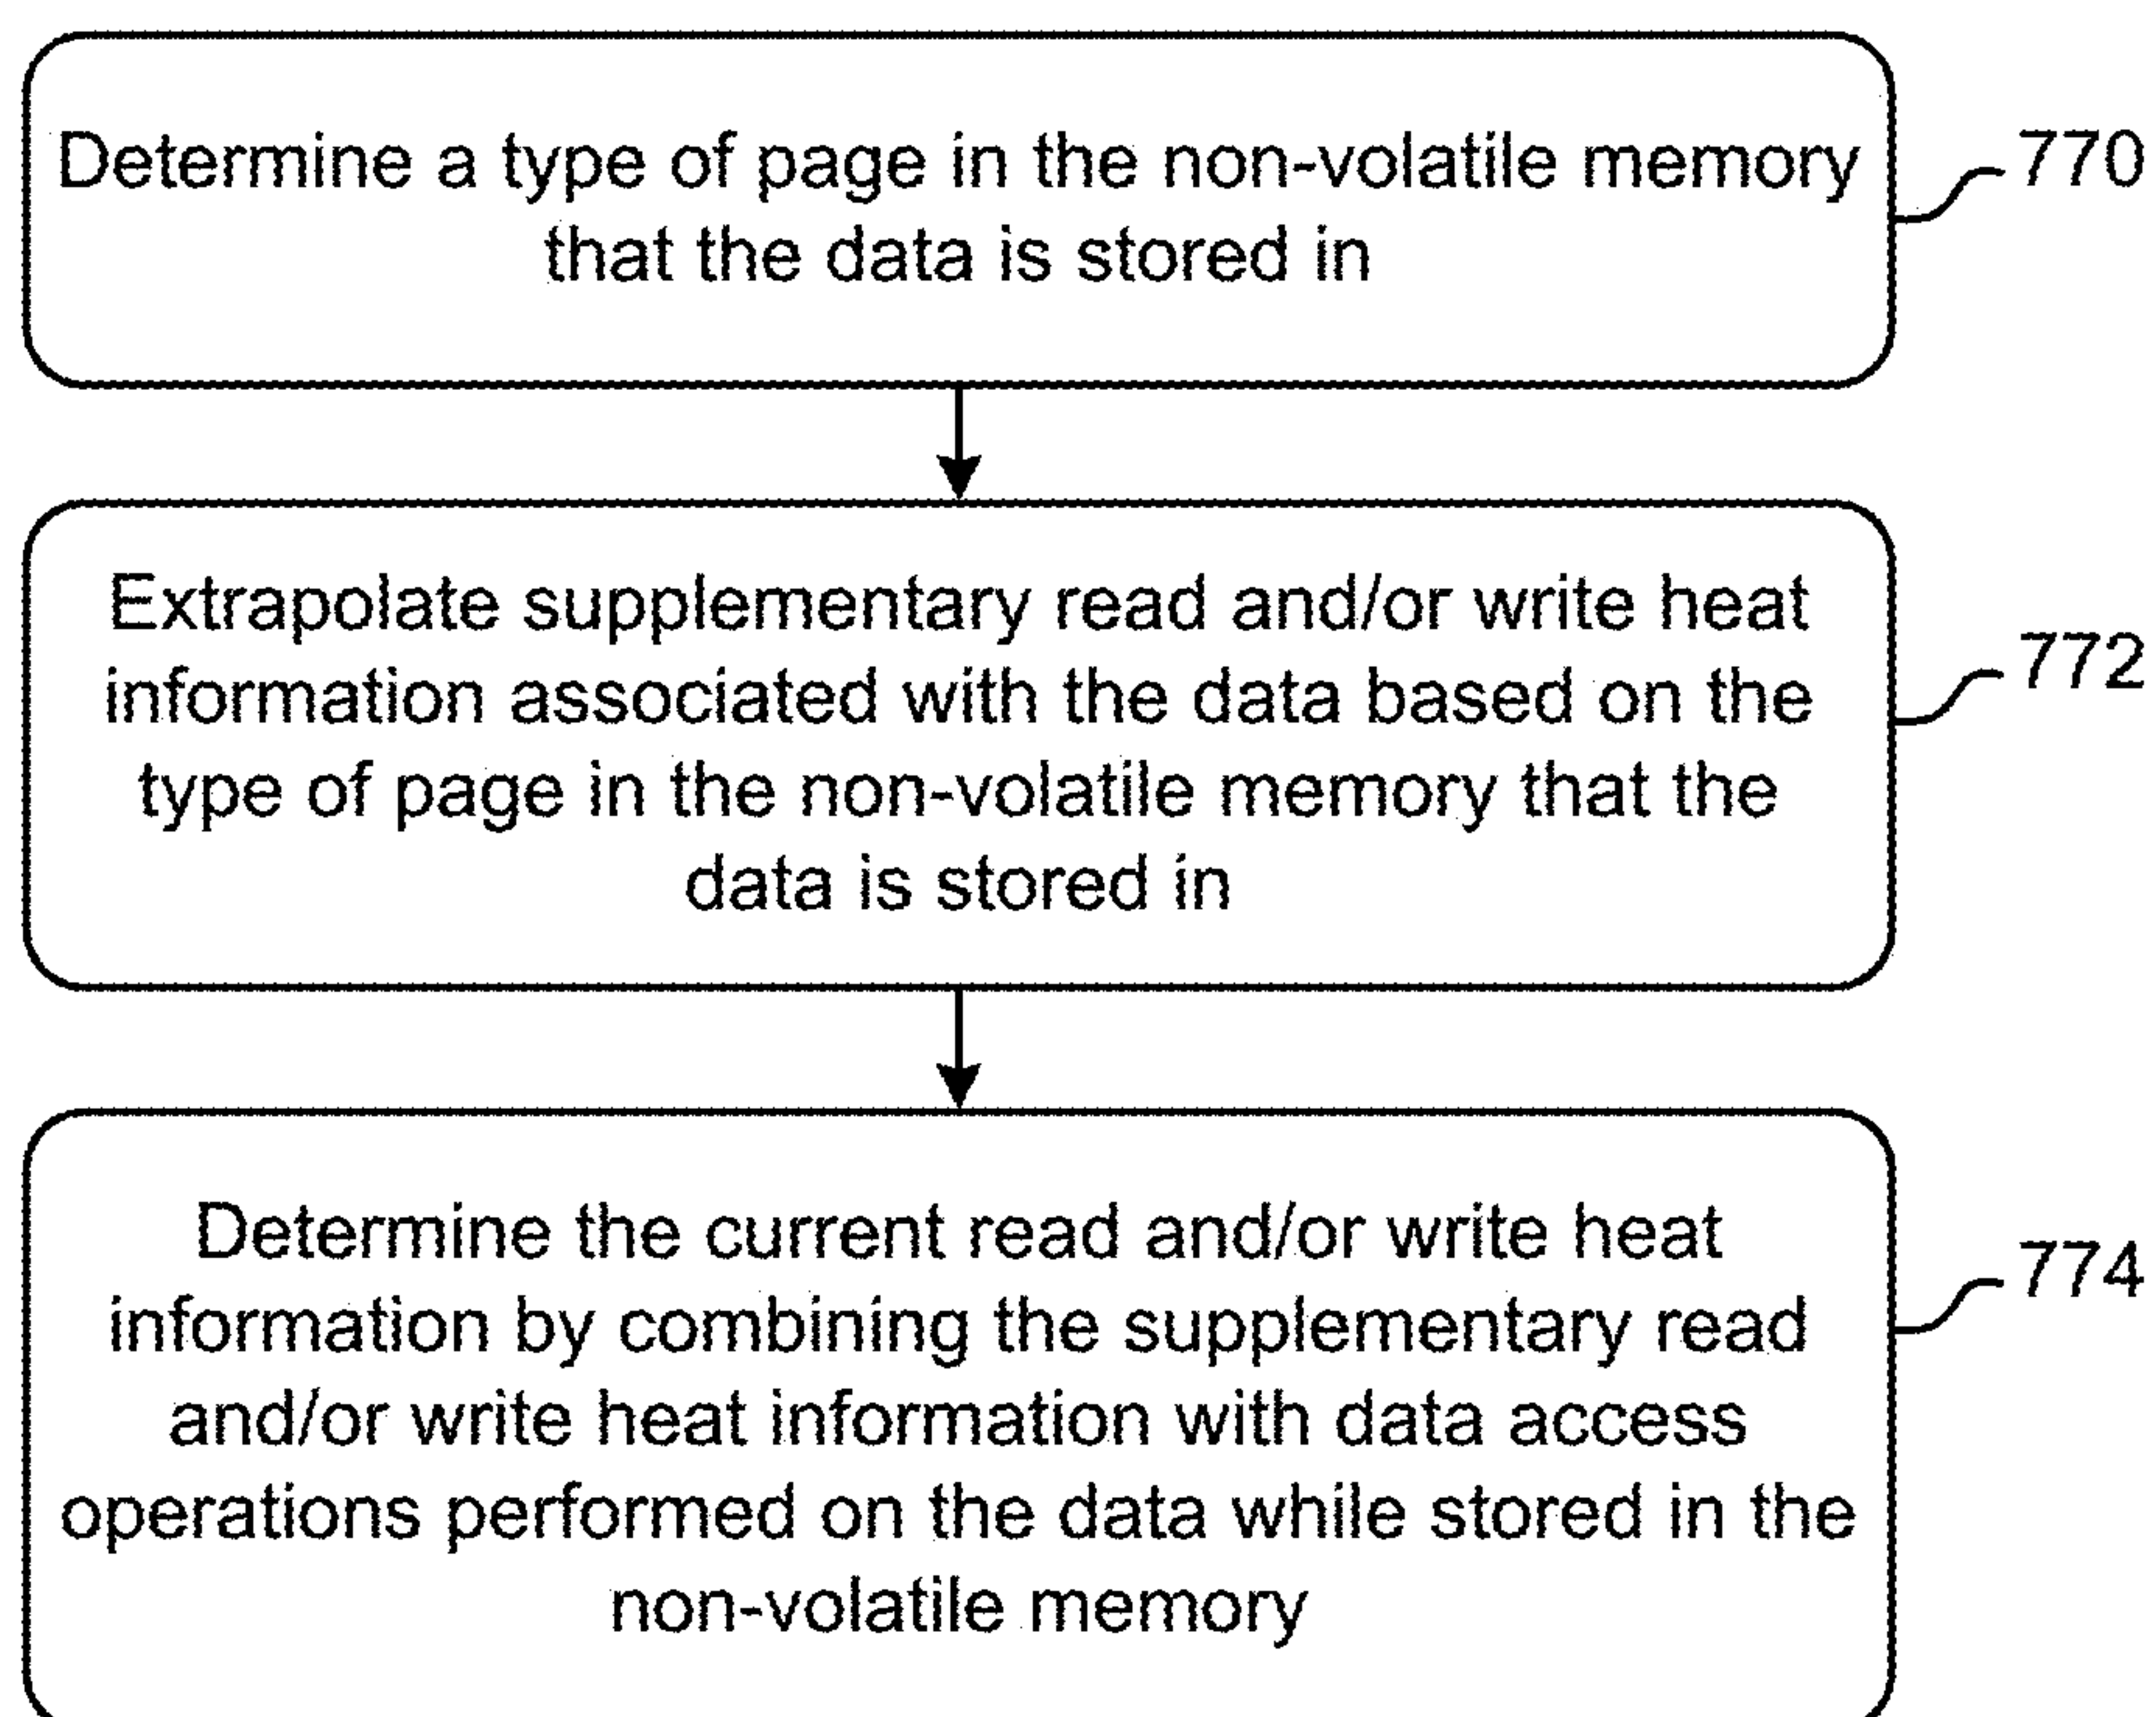 Determine a type of page in the non-volatile memory
that the data is stored in
770
Extrapolate supplementary read and/or write heat
information associated with the data based on the
type of page in the non-volatile memory that the
data is stored in
772
Determine the current read and/or write heat
information by combining the supplementary read
and/or write heat information with data access
operations performed on the data while stored in the
non-volatile memory
774